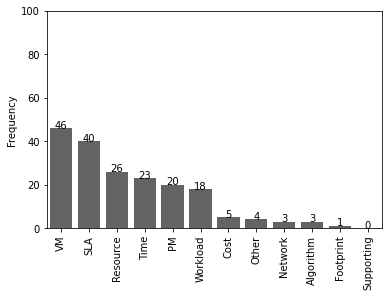 100
80
60
40
20
0
Frequency
46
40
26
23
20
18
5
4
3
3
1
0
VM
SLA
Resource
Time
PM
Workload
Cost
Other
Network
Algorithm
Footprint
Supporting